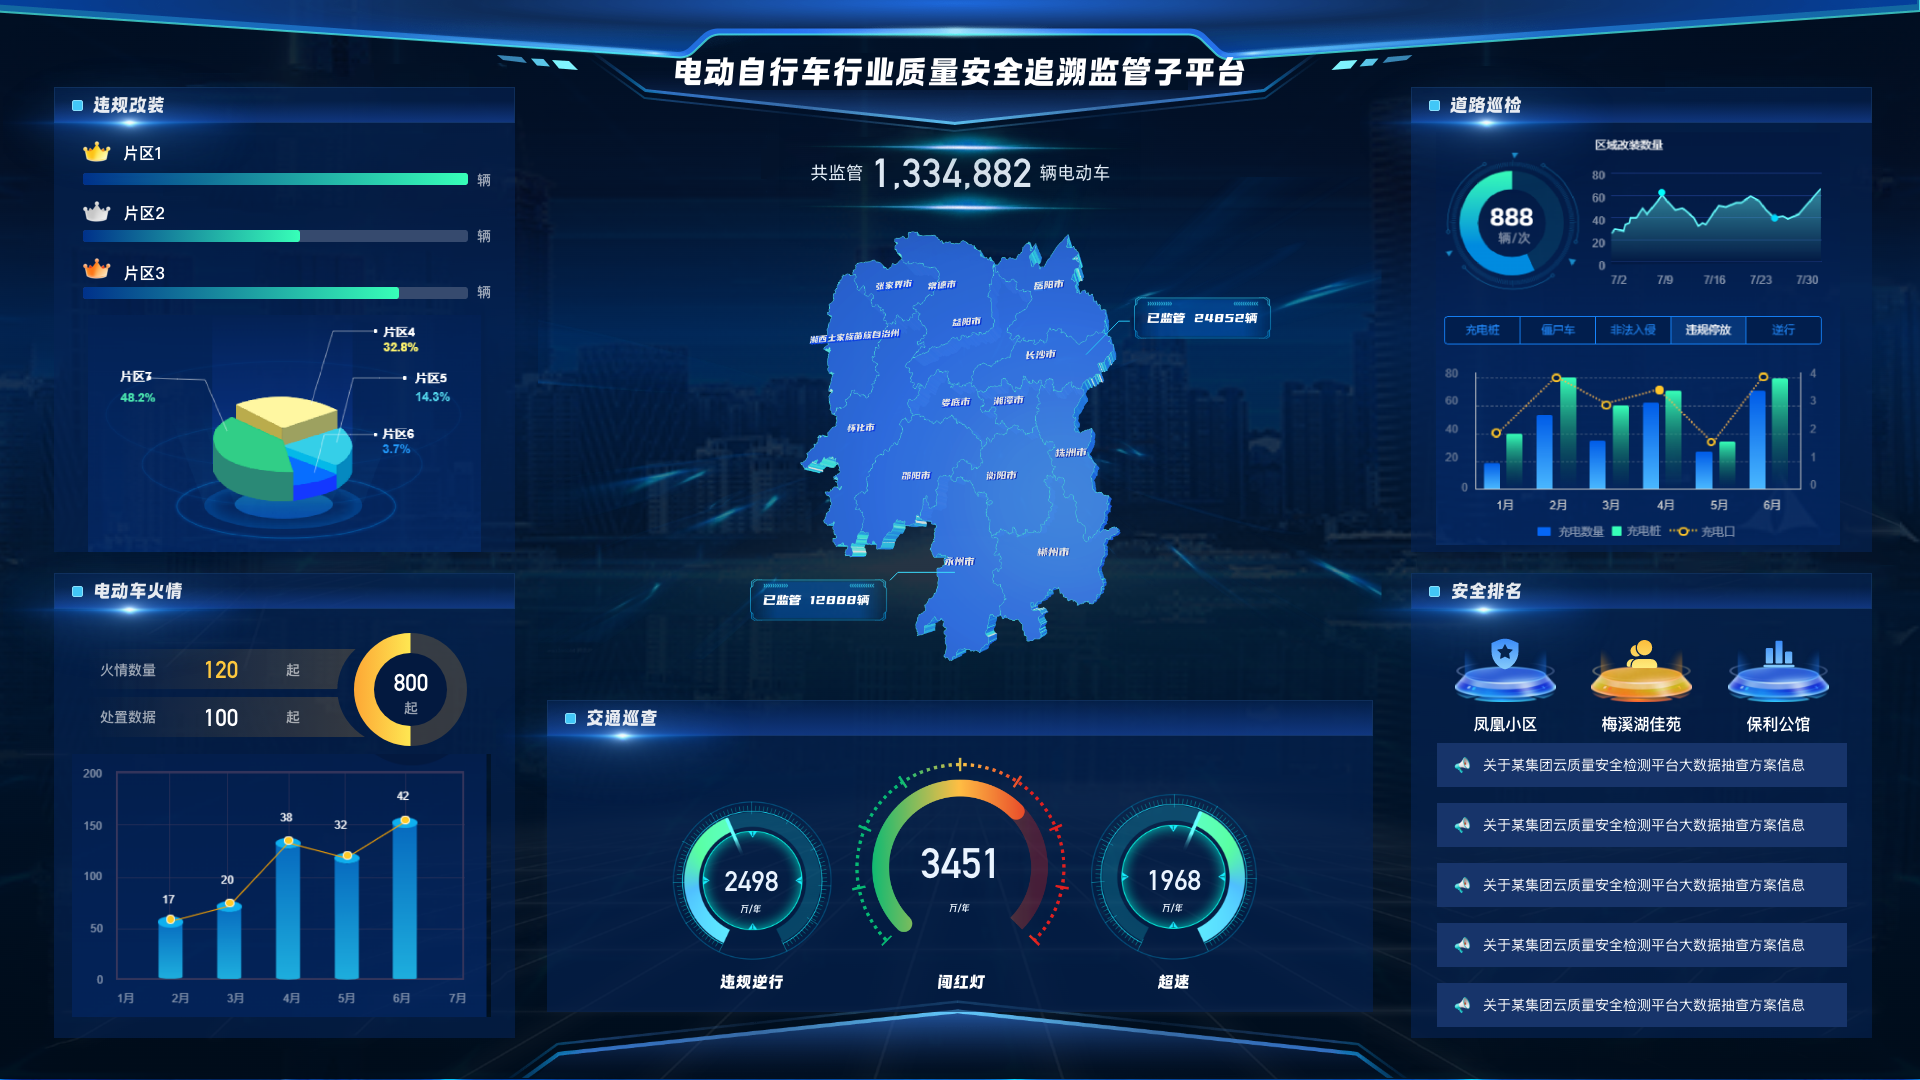 电动自行车行业质量安全追溯监管子平台
违规改装
片区1
辆
片区2
辆
片区3
辆
片区4
32.8%
片区7
48.2%
片区5
14.3%
片区6
3.7%
电动车火情
火情数量 120 起
处置数据 100 起
800
起
200
150
100
50
0
17
20
38
32
42
1月 2月 3月 4月 5月 6月 7月
共监管 1,334,882 辆电动车
张家界市
常德市
岳阳市
益阳市
湘西土家族苗族自治州
长沙市
娄底市
湘潭市
怀化市
株洲市
邵阳市
衡阳市
郴州市
永州市
已监管 24852辆
已监管 12888辆
交通巡查
2498
万/年
违规逆行
3451
万/年
闯红灯
1968
万/年
超速
道路巡检
888
辆/次
区域改装数量
80
60
40
20
0
7/2 7/9 7/16 7/23 7/30
充电桩 僵尸车 非法入侵 违规停放 逆行
80
60
40
20
0
4
3
2
1
0
1月 2月 3月 4月 5月 6月
充电数量 充电桩 充电口
安全排名
凤凰小区 梅溪湖佳苑 保利公馆
关于某集团云质量安全检测平台大数据抽查方案信息
关于某集团云质量安全检测平台大数据抽查方案信息
关于某集团云质量安全检测平台大数据抽查方案信息
关于某集团云质量安全检测平台大数据抽查方案信息
关于某集团云质量安全检测平台大数据抽查方案信息